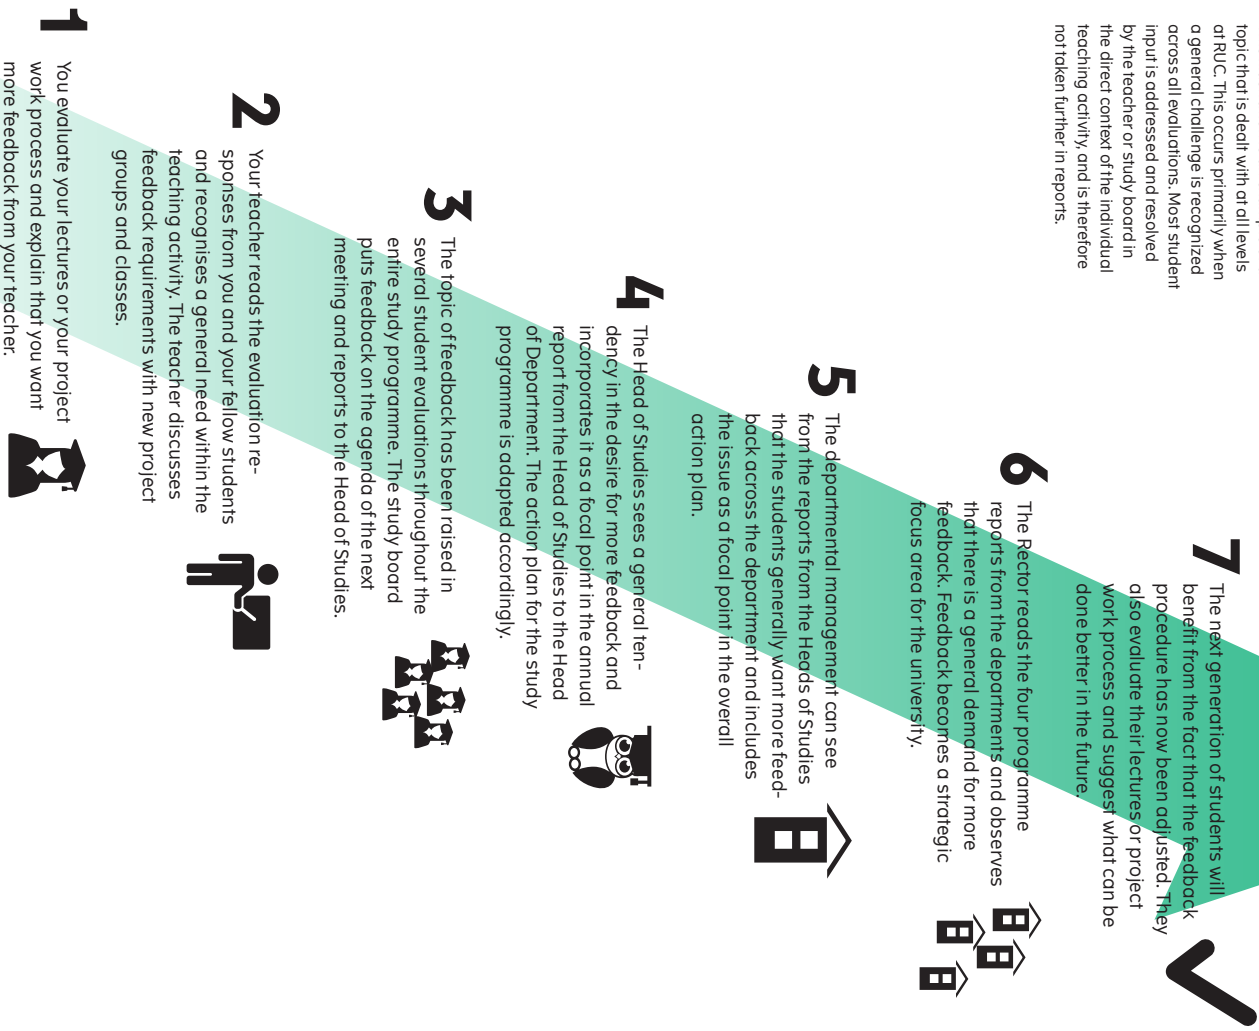 topic that is dealt with at all levels
at RUC. This occurs primarily when
a general challenge is recognized
across all evaluations. Most student
input is addressed and resolved
by the teacher or study board in
the direct context of the individual
teaching activity, and is therefore
not taken further in reports.
7
The next generation of students will
benefit from the fact that the feedback
procedure has now been adjusted. They
also evaluate their lectures or project
work process and suggest what can be
done better in the future.
6
The Rector reads the four programme
reports from the departments and observes
that there is a general demand for more
feedback. Feedback becomes a strategic
focus area for the university.
5
The departmental management can see
from the reports from the Heads of Studies
that the students generally want more feed-
back across the department and includes
the issue as a focal point in the overall
action plan.
4
The Head of Studies sees a general ten-
dency in the desire for more feedback and
incorporates it as a focal point in the annual
report from the Head of Studies to the Head
of Department. The action plan for the study
programme is adapted accordingly.
3
The topic of feedback has been raised in
several student evaluations throughout the
entire study programme. The study board
puts feedback on the agenda of the next
meeting and reports to the Head of Studies.
2
Your teacher reads the evaluation re-
sponses from you and your fellow students
and recognises a general need within the
teaching activity. The teacher discusses
feedback requirements with new project
groups and classes.
1
You evaluate your lectures or your project
work process and explain that you want
more feedback from your teacher.